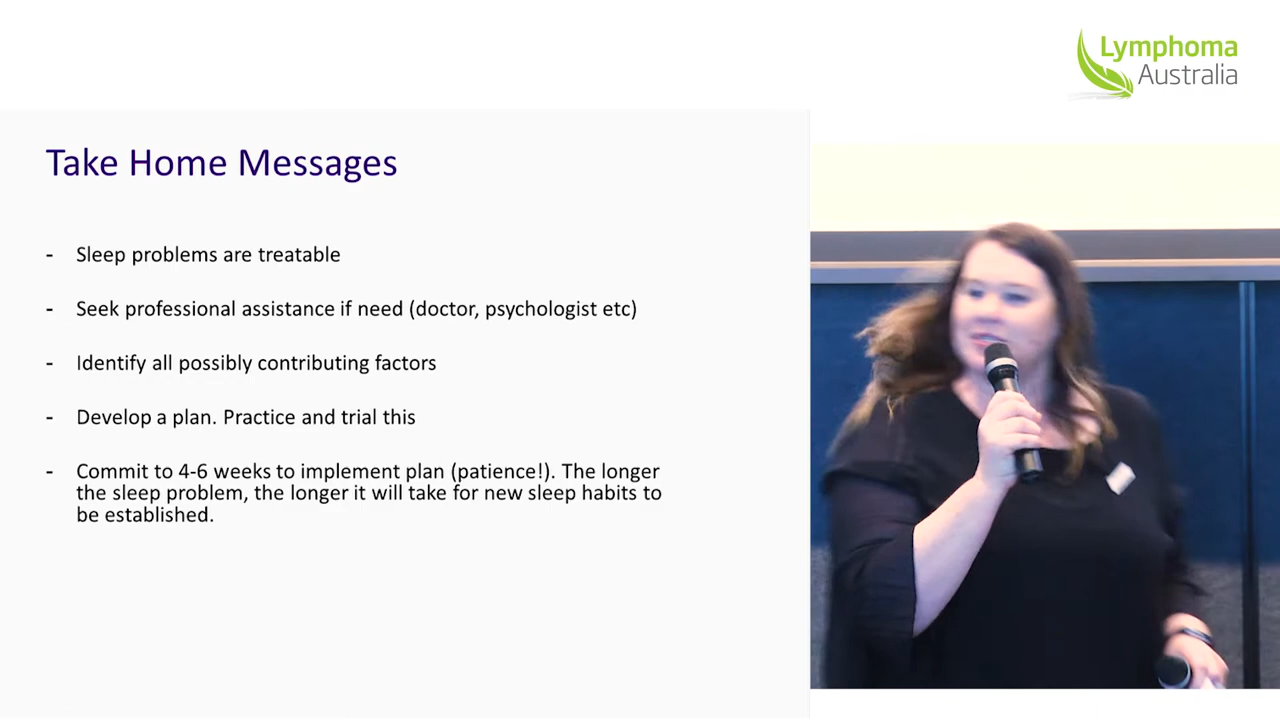 Lymphoma
Australia
Take Home Messages
- Sleep problems are treatable
- Seek professional assistance if need (doctor, psychologist etc)
- Identify all possibly contributing factors
- Develop a plan. Practice and trial this
- Commit to 4-6 weeks to implement plan (patience!). The longer
the sleep problem, the longer it will take for new sleep habits to
be established.